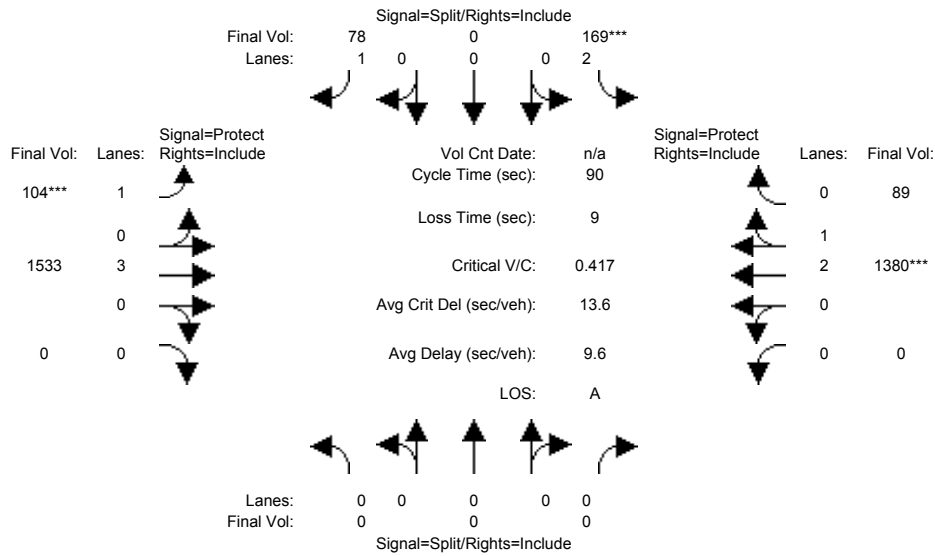 Signal=Split/Rights=Include
Final Vol: 78 0 169***
Lanes: 1 0 0 0 2
Signal=Protect Signal=Protect
Final Vol: Lanes: Rights=Include Vol Cnt Date: n/a Rights=Include Lanes: Final Vol:
Cycle Time (sec): 90
104*** 1 0 89
Loss Time (sec): 9
0 1
1533 3 Critical V/C: 0.417 2 1380***
0 Avg Crit Del (sec/veh): 13.6 0
0 0 Avg Delay (sec/veh): 9.6 0 0
LOS: A
Lanes: 0 0 0 0 0
Final Vol: 0 0 0
Signal=Split/Rights=Include